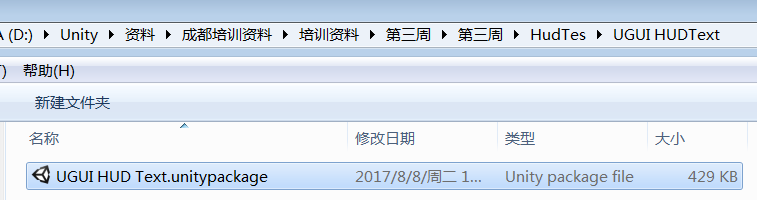 A (D:) Unity 资料 成都培训资料 培训资料 第三周 第三周 HudTes UGUI HUDText
T) 帮助(H)
新建文件夹
名称 修改日期 类型 大小
UGUI HUD Text.unitypackage 2017/8/8/周二 1... Unity package file 429 KB